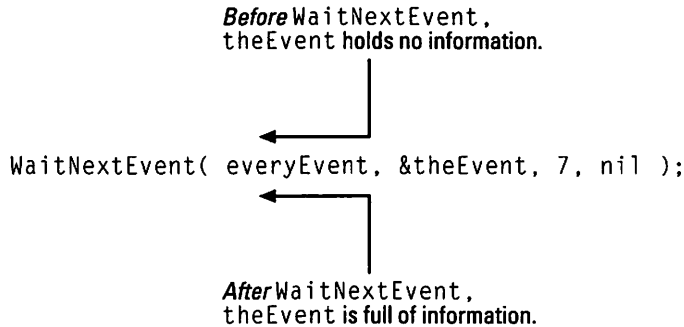 Before WaitNextEvent,
theEvent holds no information.
WaitNextEvent( everyEvent, &theEvent, 7, nil );
After WaitNextEvent,
theEvent is full of information.